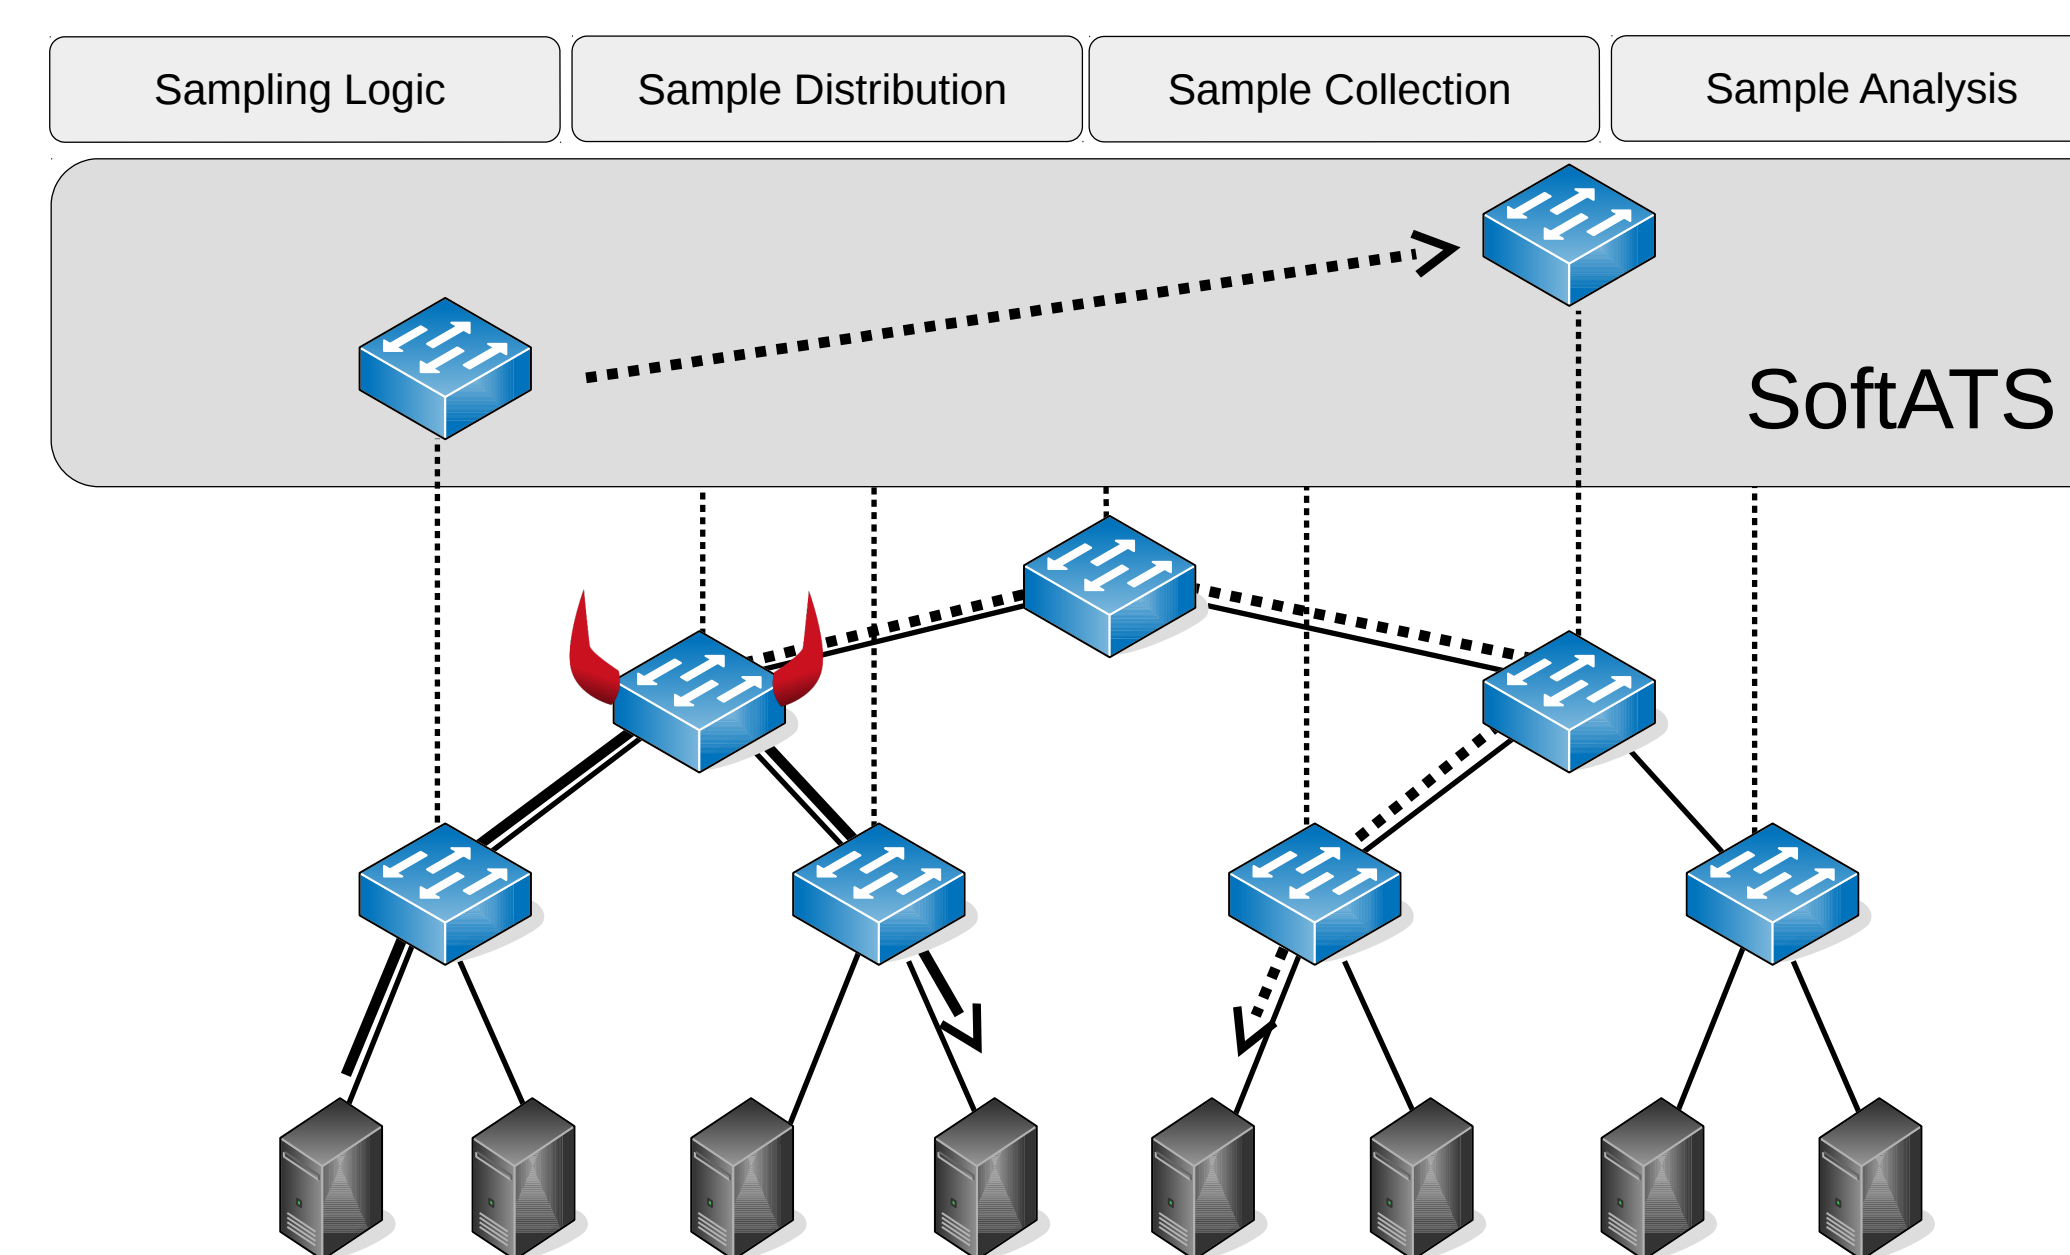 Sampling Logic
Sample Distribution
Sample Collection
Sample Analysis
SoftATS